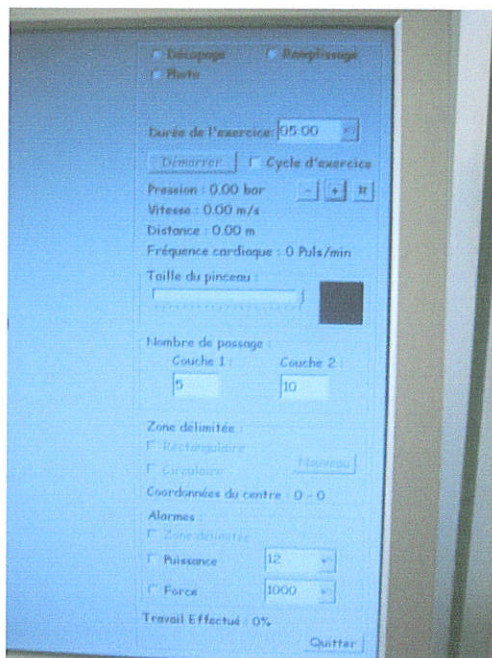 Décapage Remplissage
Photo
Durée de l'exercice: 05:00
Démarrer Cycle d'exercice
Pression : 0.00 bar - + R
Vitesse : 0.00 m/s
Distance : 0.00 m
Fréquence cardiaque : 0 Puls/min
Taille du pinceau :
Nombre de passage :
Couche 1 : Couche 2 :
5 10
Zone délimitée :
Rectangulaire
Nouveau
Circulaire
Coordonnées du centre : 0 - 0
Alarmes :
Zone délimitée
Puissance 12
Force 1000
Travail Effectué : 0%
Quitter